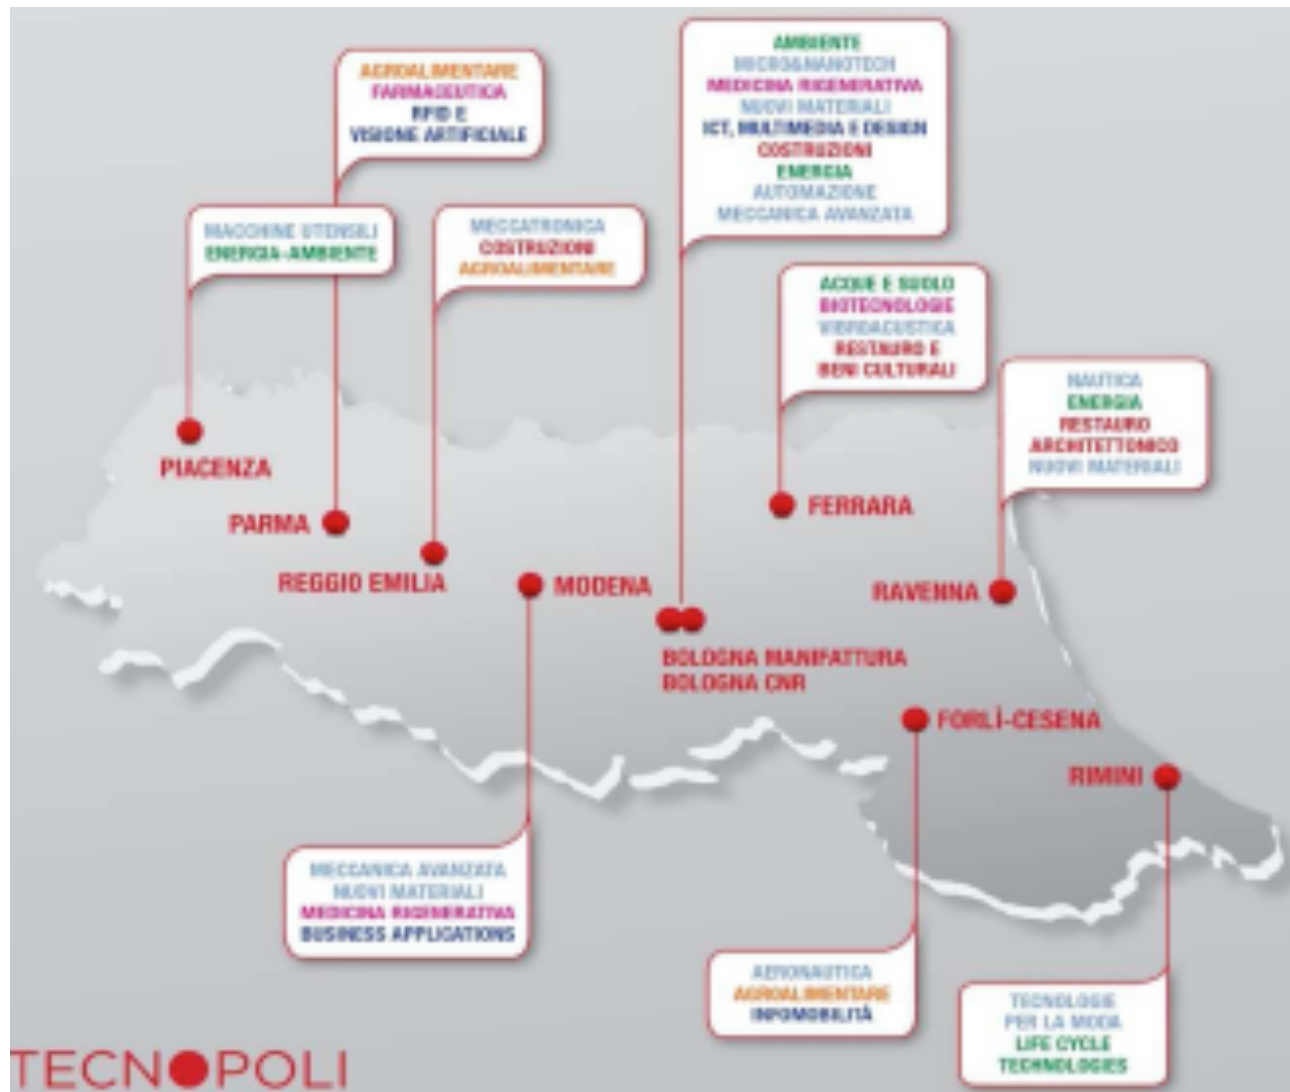 AGROALIMENTARE
FARMACEUTICA
RFID E
VISIONE ARTIFICIALE
AMBIENTE
MICRO&NANOTECH
MEDICINA RIGENERATIVA
NUOVI MATERIALI
ICT, MULTIMEDIA E DESIGN
COSTRUZIONI
ENERGIA
AUTOMAZIONE
MECCANICA AVANZATA
MACCHINE UTENSILI
ENERGIA-AMBIENTE
MECCATRONICA
COSTRUZIONI
AGROALIMENTARE
ACQUE E SUOLO
BIOTECNOLOGIE
VIBROACUSTICA
RESTAURO E
BENI CULTURALI
NAUTICA
ENERGIA
RESTAURO
ARCHITETTONICO
NUOVI MATERIALI
PIACENZA
PARMA
REGGIO EMILIA
MODENA
FERRARA
RAVENNA
BOLOGNA MANIFATTURA
BOLOGNA CNR
FORLÌ-CESENA
RIMINI
MECCANICA AVANZATA
NUOVI MATERIALI
MEDICINA RIGENERATIVA
BUSINESS APPLICATIONS
AERONAUTICA
AGROALIMENTARE
INFOMOBILITÀ
TECNOLOGIE
PER LA MODA
LIFE CYCLE
TECHNOLOGIES
TECNOPOLI